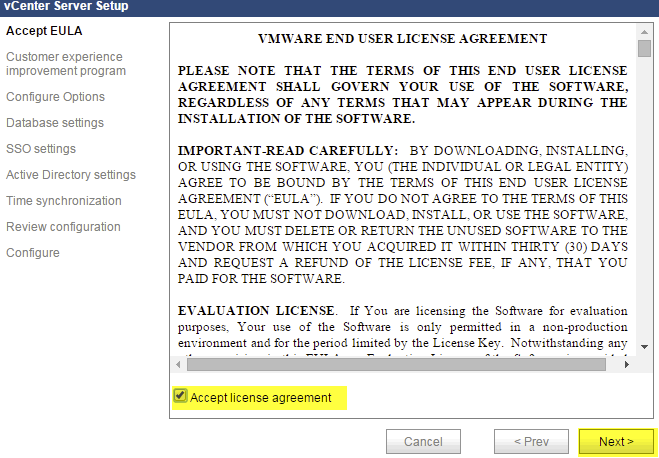 vCenter Server Setup
Accept EULA
Customer experience
improvement program
Configure Options
Database settings
SSO settings
Active Directory settings
Time synchronization
Review configuration
Configure
VMWARE END USER LICENSE AGREEMENT
PLEASE NOTE THAT THE TERMS OF THIS END USER LICENSE
AGREEMENT SHALL GOVERN YOUR USE OF THE SOFTWARE,
REGARDLESS OF ANY TERMS THAT MAY APPEAR DURING THE
INSTALLATION OF THE SOFTWARE.
IMPORTANT-READ CAREFULLY: BY DOWNLOADING, INSTALLING,
OR USING THE SOFTWARE, YOU (THE INDIVIDUAL OR LEGAL ENTITY)
AGREE TO BE BOUND BY THE TERMS OF THIS END USER LICENSE
AGREEMENT (“EULA”). IF YOU DO NOT AGREE TO THE TERMS OF THIS
EULA, YOU MUST NOT DOWNLOAD, INSTALL, OR USE THE SOFTWARE,
AND YOU MUST DELETE OR RETURN THE UNUSED SOFTWARE TO THE
VENDOR FROM WHICH YOU ACQUIRED IT WITHIN THIRTY (30) DAYS
AND REQUEST A REFUND OF THE LICENSE FEE, IF ANY, THAT YOU
PAID FOR THE SOFTWARE.
EVALUATION LICENSE. If You are licensing the Software for evaluation
purposes, Your use of the Software is only permitted in a non-production
environment and for the period limited by the License Key. Notwithstanding any
Accept license agreement
Cancel
< Prev
Next >